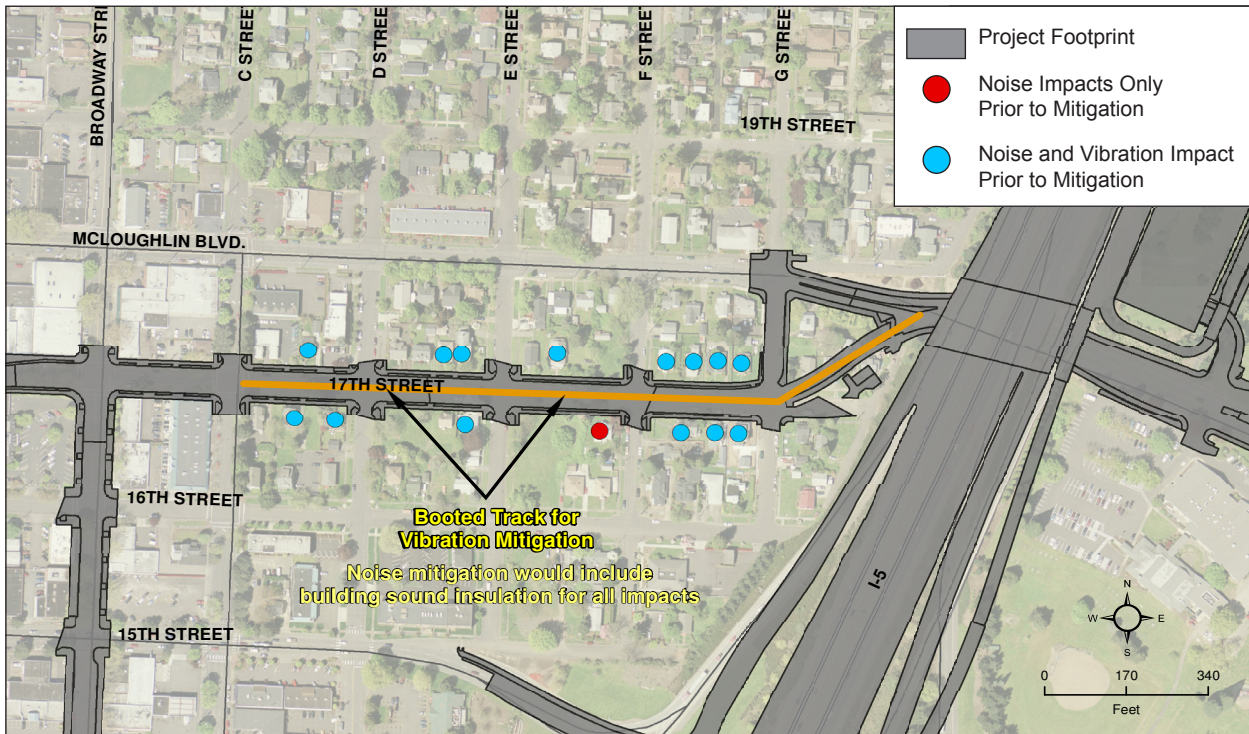 BROADWAY STRE
C STREET
D STREET
E STREET
F STREET
G STREET
Project Footprint
Noise Impacts Only
Prior to Mitigation
Noise and Vibration Impact
Prior to Mitigation
19TH STREET
MCLOUGHLIN BLVD.
17TH STREET
16TH STREET
Booted Track for
Vibration Mitigation
Noise mitigation would include
building sound insulation for all impacts
15TH STREET
I-5
N
W E
S
0 170 340
Feet